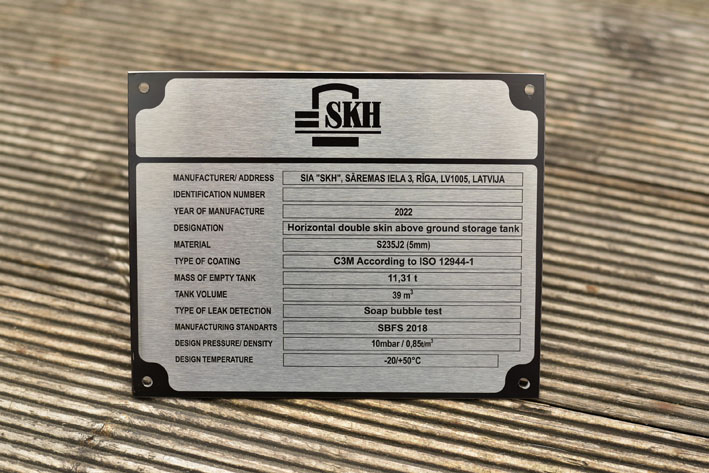 SKH
MANUFACTURER/ ADDRESS SIA "SKH", SĀREMAS IELA 3, RĪGA, LV1005, LATVIJA
IDENTIFICATION NUMBER
YEAR OF MANUFACTURE 2022
DESIGNATION Horizontal double skin above ground storage tank
MATERIAL S235J2 (5mm)
TYPE OF COATING C3M According to ISO 12944-1
MASS OF EMPTY TANK 11,31 t
TANK VOLUME 39 m³
TYPE OF LEAK DETECTION Soap bubble test
MANUFACTURING STANDARTS SBFS 2018
DESIGN PRESSURE/ DENSITY 10mbar / 0,85t/m³
DESIGN TEMPERATURE -20/+50°C